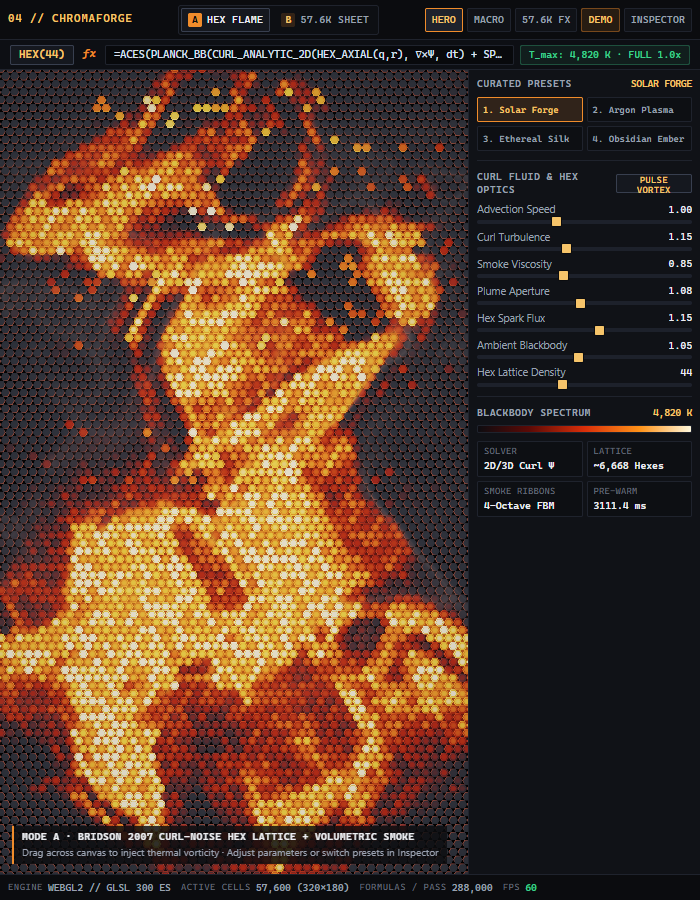 04 // CHROMAFORGE
A HEX FLAME
B 57.6K SHEET
HERO
MACRO
57.6K FX
DEMO
INSPECTOR
HEX(44)
fx
=ACES(PLANCK_BB(CURL_ANALYTIC_2D(HEX_AXIAL(q,r), ∇×Ψ, dt) + SP…
T_max: 4,820 K · FULL 1.0x
CURATED PRESETS
SOLAR FORGE
1. Solar Forge
2. Argon Plasma
3. Ethereal Silk
4. Obsidian Ember
CURL FLUID & HEX
OPTICS
PULSE
VORTEX
Advection Speed 1.00
Curl Turbulence 1.15
Smoke Viscosity 0.85
Plume Aperture 1.08
Hex Spark Flux 1.15
Ambient Blackbody 1.05
Hex Lattice Density 44
BLACKBODY SPECTRUM 4,820 K
SOLVER
2D/3D Curl Ψ
LATTICE
~6,668 Hexes
SMOKE RIBBONS
4-Octave FBM
PRE-WARM
3111.4 ms
MODE A · BRIDSON 2007 CURL-NOISE HEX LATTICE + VOLUMETRIC SMOKE
Drag across canvas to inject thermal vorticity · Adjust parameters or switch presets in Inspector
ENGINE WEBGL2 // GLSL 300 ES ACTIVE CELLS 57,600 (320×180) FORMULAS / PASS 288,000 FPS 60